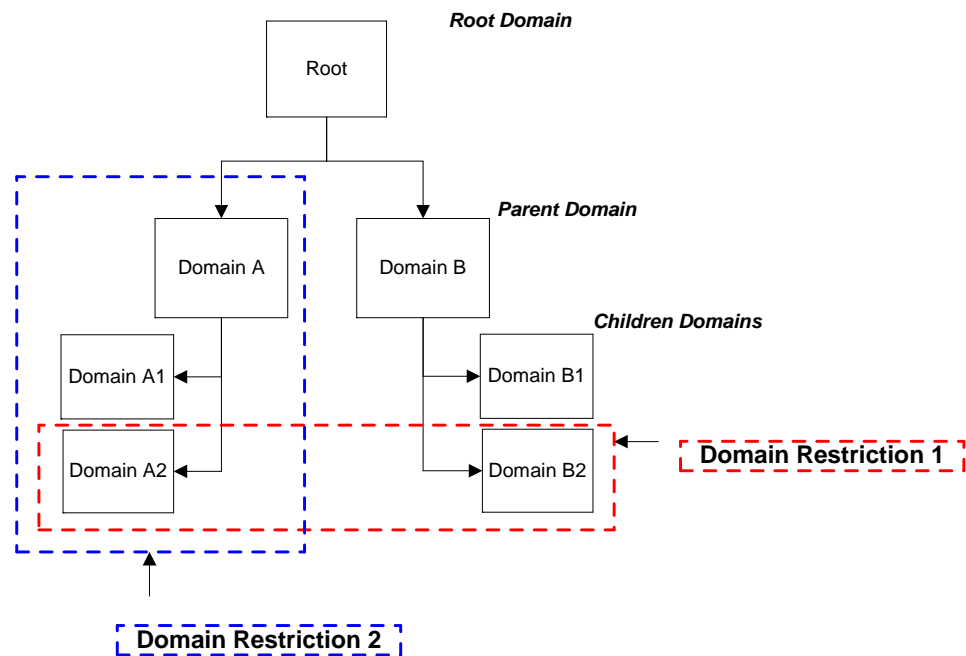 Root Domain
Root
Parent Domain
Domain A
Domain B
Children Domains
Domain A1
Domain B1
Domain A2
Domain B2
Domain Restriction 1
Domain Restriction 2